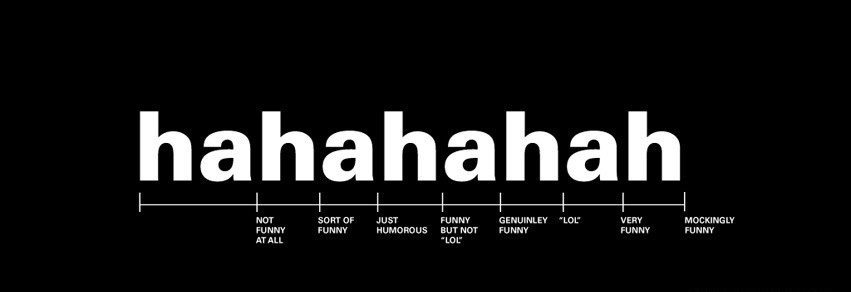 hahahahah
NOT
FUNNY
AT ALL
SORT OF
FUNNY
JUST
HUMOROUS
FUNNY
BUT NOT
“LOL”
GENUINLEY
FUNNY
“LOL”
VERY
FUNNY
MOCKINGLY
FUNNY